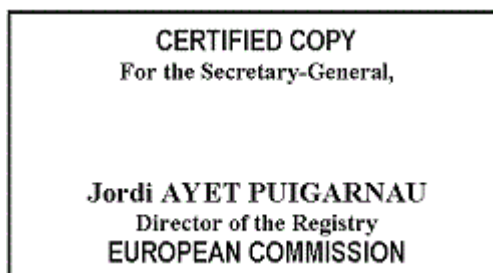 CERTIFIED COPY
For the Secretary-General,
Jordi AYET PUIGARNAU
Director of the Registry
EUROPEAN COMMISSION